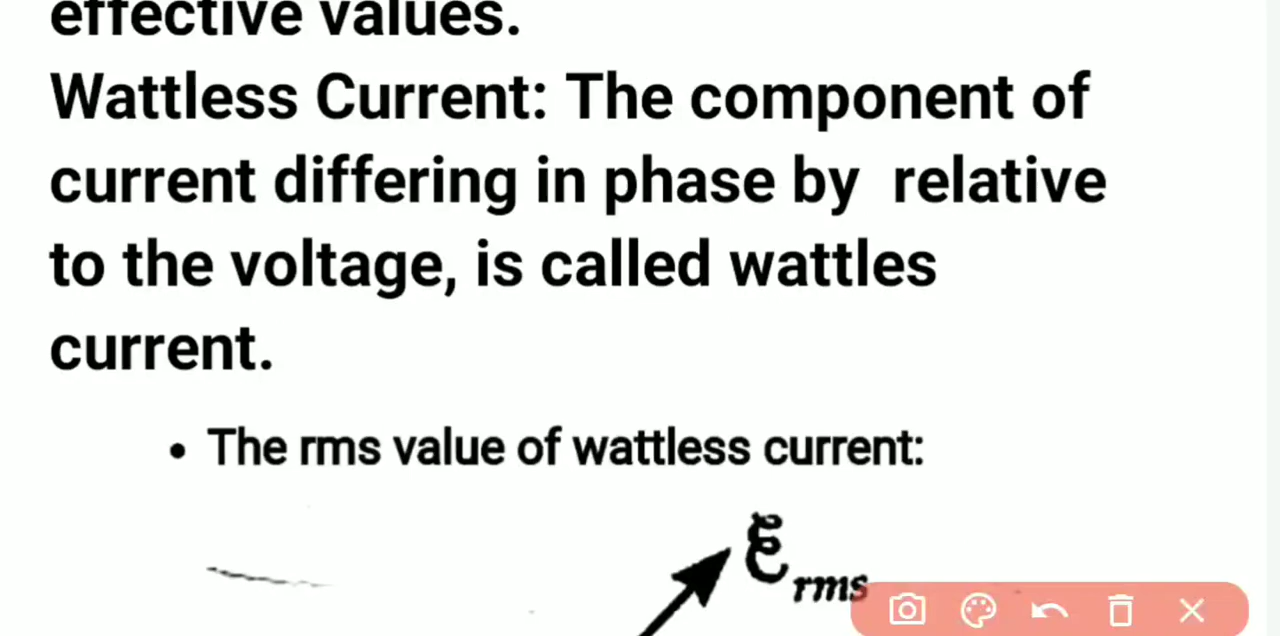 effective values.
Wattless Current: The component of
current differing in phase by relative
to the voltage, is called wattles
current.
• The rms value of wattless current:
ℰrms